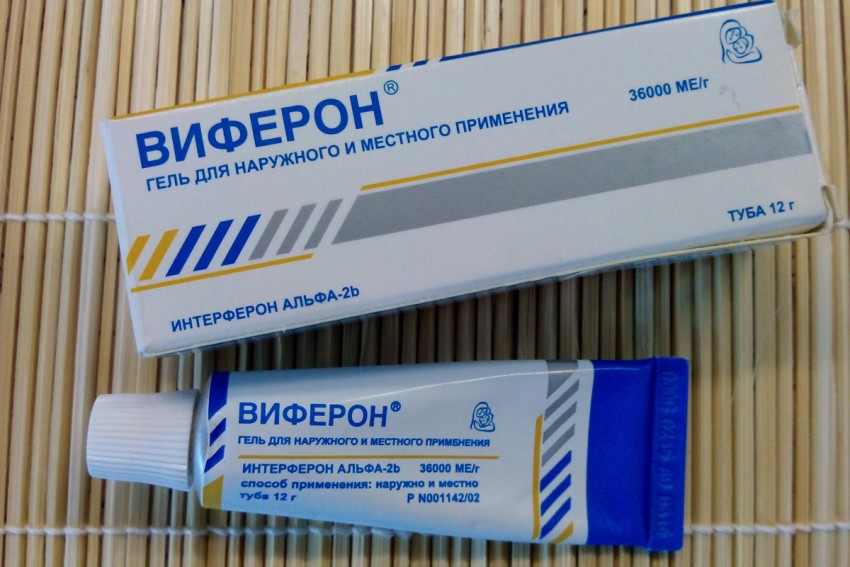 ВИФЕРОН®
ГЕЛЬ ДЛЯ НАРУЖНОГО И МЕСТНОГО ПРИМЕНЕНИЯ
36000 МЕ/г
ТУБА 12 г
ИНТЕРФЕРОН АЛЬФА-2b
ВИФЕРОН®
ГЕЛЬ ДЛЯ НАРУЖНОГО И МЕСТНОГО ПРИМЕНЕНИЯ
ИНТЕРФЕРОН АЛЬФА-2b 36000 МЕ/г
способ применения: наружно и местно
туба 12 г Р N001142/02